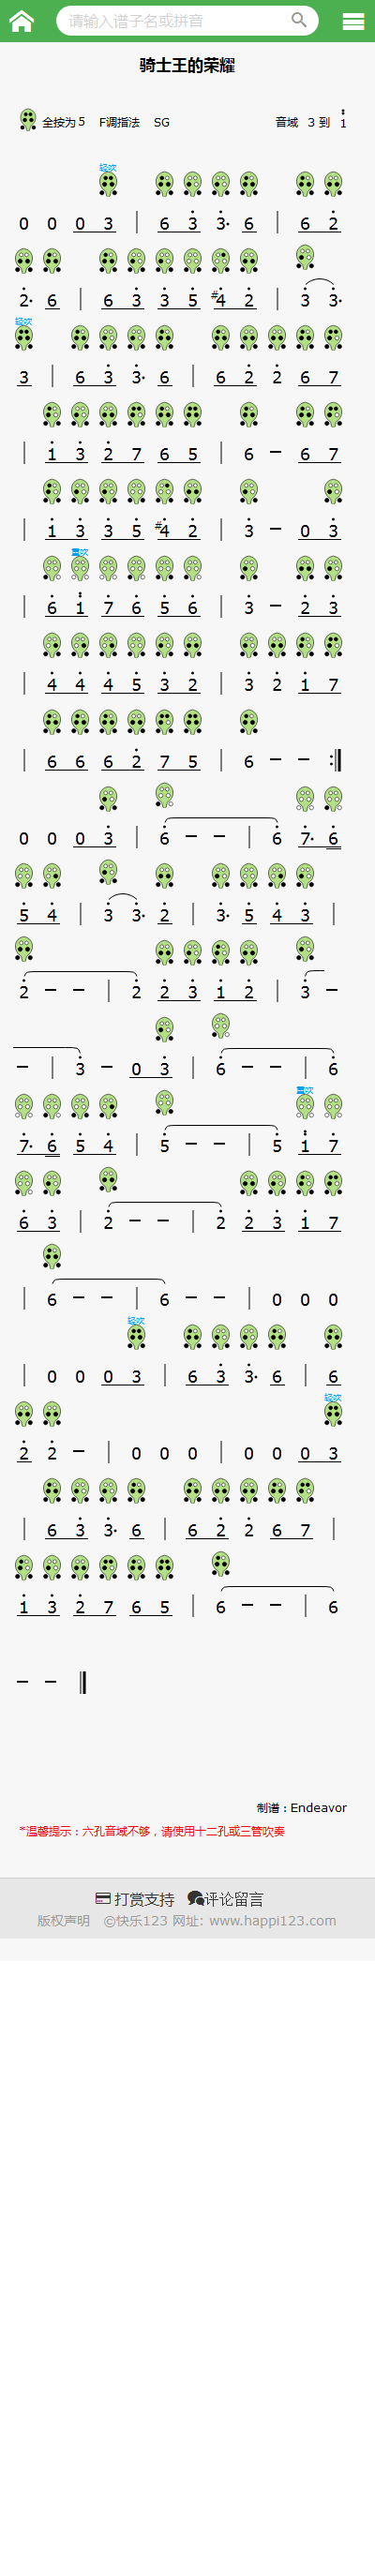 请输入谱子名或拼音
骑士王的荣耀
全按为5 F调指法 SG 音域 3 到 1
轻吹
0 0 0 3 | 6 3 3· 6 | 6 2
2· 6 | 6 3 3 5 #4 2 | 3 3·
轻吹
3 | 6 3 3· 6 | 6 2 2 6 7
| 1 3 2 7 6 5 | 6 － 6 7
| 1 3 3 5 #4 2 | 3 － 0 3
重吹
| 6 1 7 6 5 6 | 3 － 2 3
| 4 4 4 5 3 2 | 3 2 1 7
| 6 6 6 2 7 5 | 6 － － :|
0 0 0 3 | 6 － － | 6 7· 6
5 4 | 3 3· 2 | 3· 5 4 3 |
2 － － | 2 2 3 1 2 | 3 －
－ | 3 － 0 3 | 6 － － | 6
重吹
7· 6 5 4 | 5 － － | 5 1 7
6 3 | 2 － － | 2 2 3 1 7
| 6 － － | 6 － － | 0 0 0
轻吹
| 0 0 0 3 | 6 3 3· 6 | 6
轻吹
2 2 － | 0 0 0 | 0 0 0 3
| 6 3 3· 6 | 6 2 2 6 7 |
1 3 2 7 6 5 | 6 － － | 6
－ － ‖
制谱：Endeavor
*温馨提示：六孔音域不够，请使用十二孔或三管吹奏
打赏支持 评论留言
版权声明 ©快乐123 网址: www.happi123.com